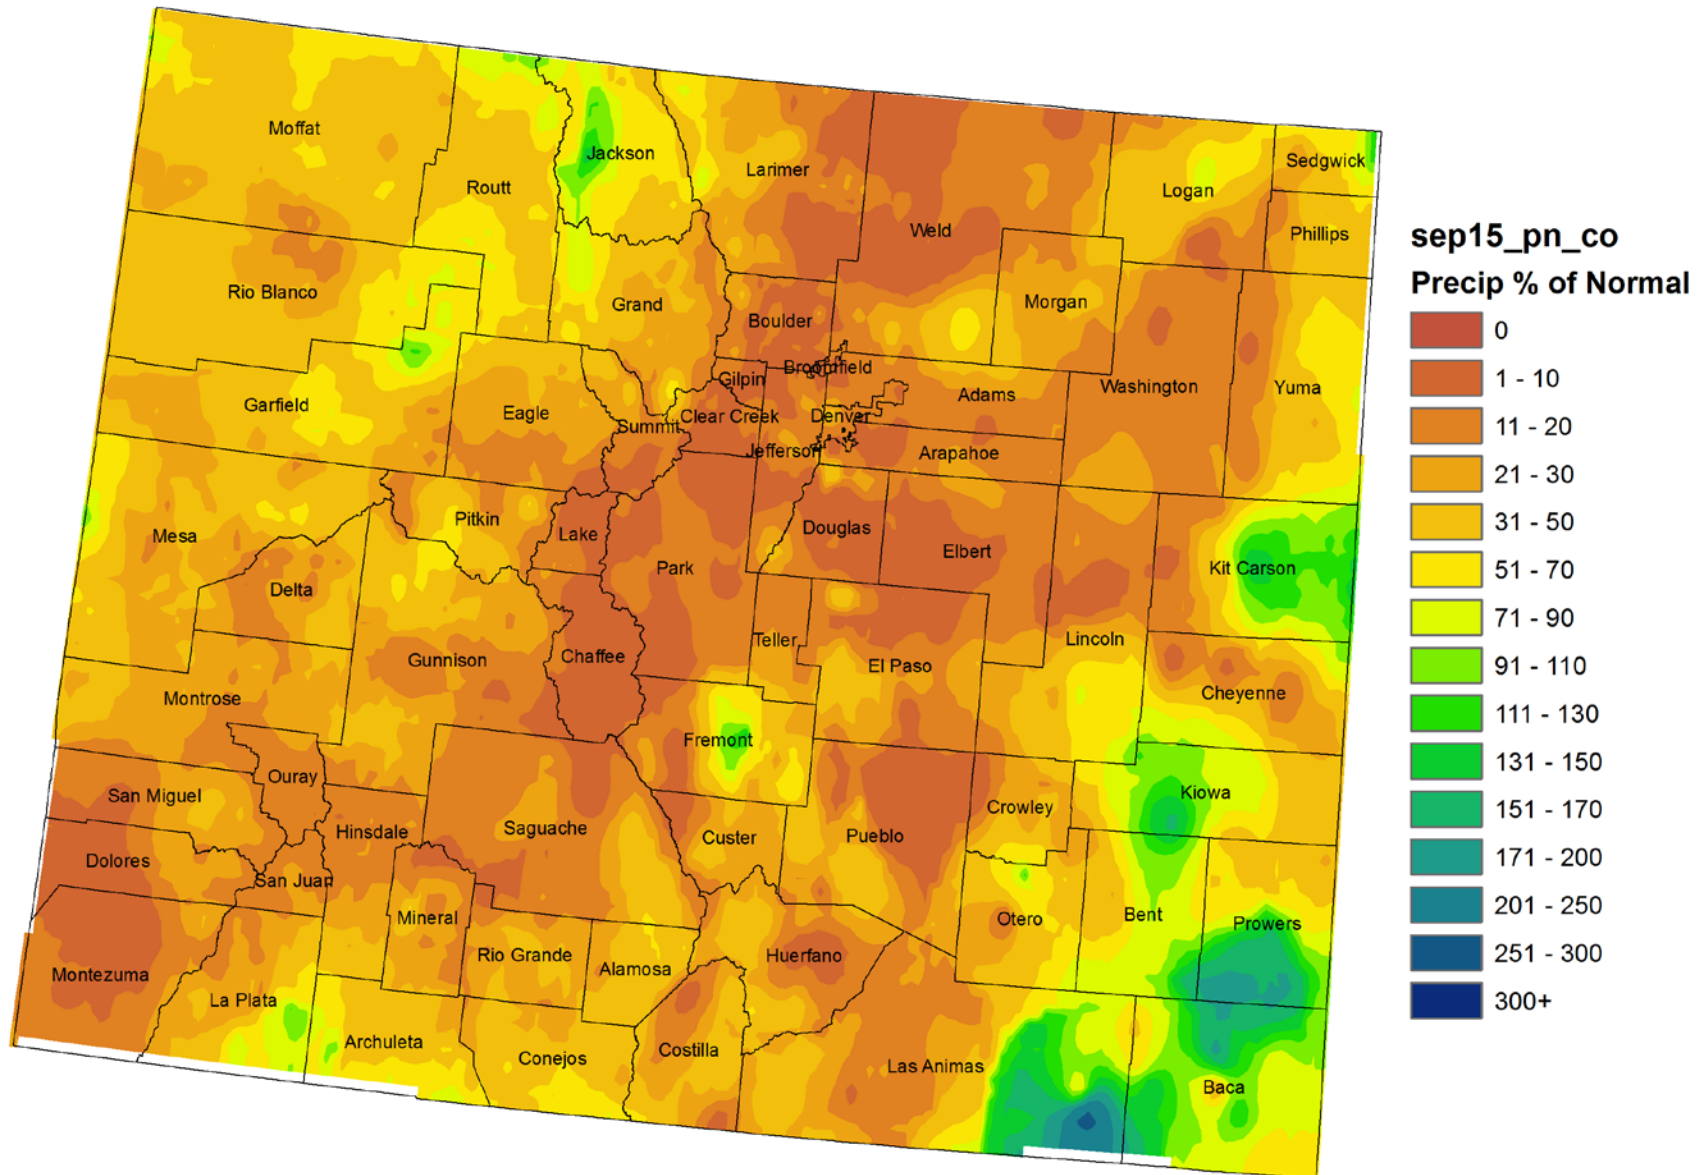 Moffat
Routt
Jackson
Larimer
Weld
Logan
Sedgwick
Phillips
Rio Blanco
Grand
Boulder
Morgan
Broomfield
Gilpin
Garfield
Eagle
Summit
Clear Creek
Denver
Adams
Washington
Yuma
Jefferson
Arapahoe
Mesa
Pitkin
Lake
Park
Douglas
Elbert
Kit Carson
Delta
Gunnison
Chaffee
Teller
El Paso
Lincoln
Cheyenne
Montrose
Fremont
San Miguel
Ouray
Hinsdale
Saguache
Custer
Pueblo
Crowley
Kiowa
Dolores
San Juan
Mineral
Rio Grande
Alamosa
Huerfano
Otero
Bent
Prowers
Montezuma
La Plata
Archuleta
Conejos
Costilla
Las Animas
Baca
sep15_pn_co
Precip % of Normal
0
1 - 10
11 - 20
21 - 30
31 - 50
51 - 70
71 - 90
91 - 110
111 - 130
131 - 150
151 - 170
171 - 200
201 - 250
251 - 300
300+